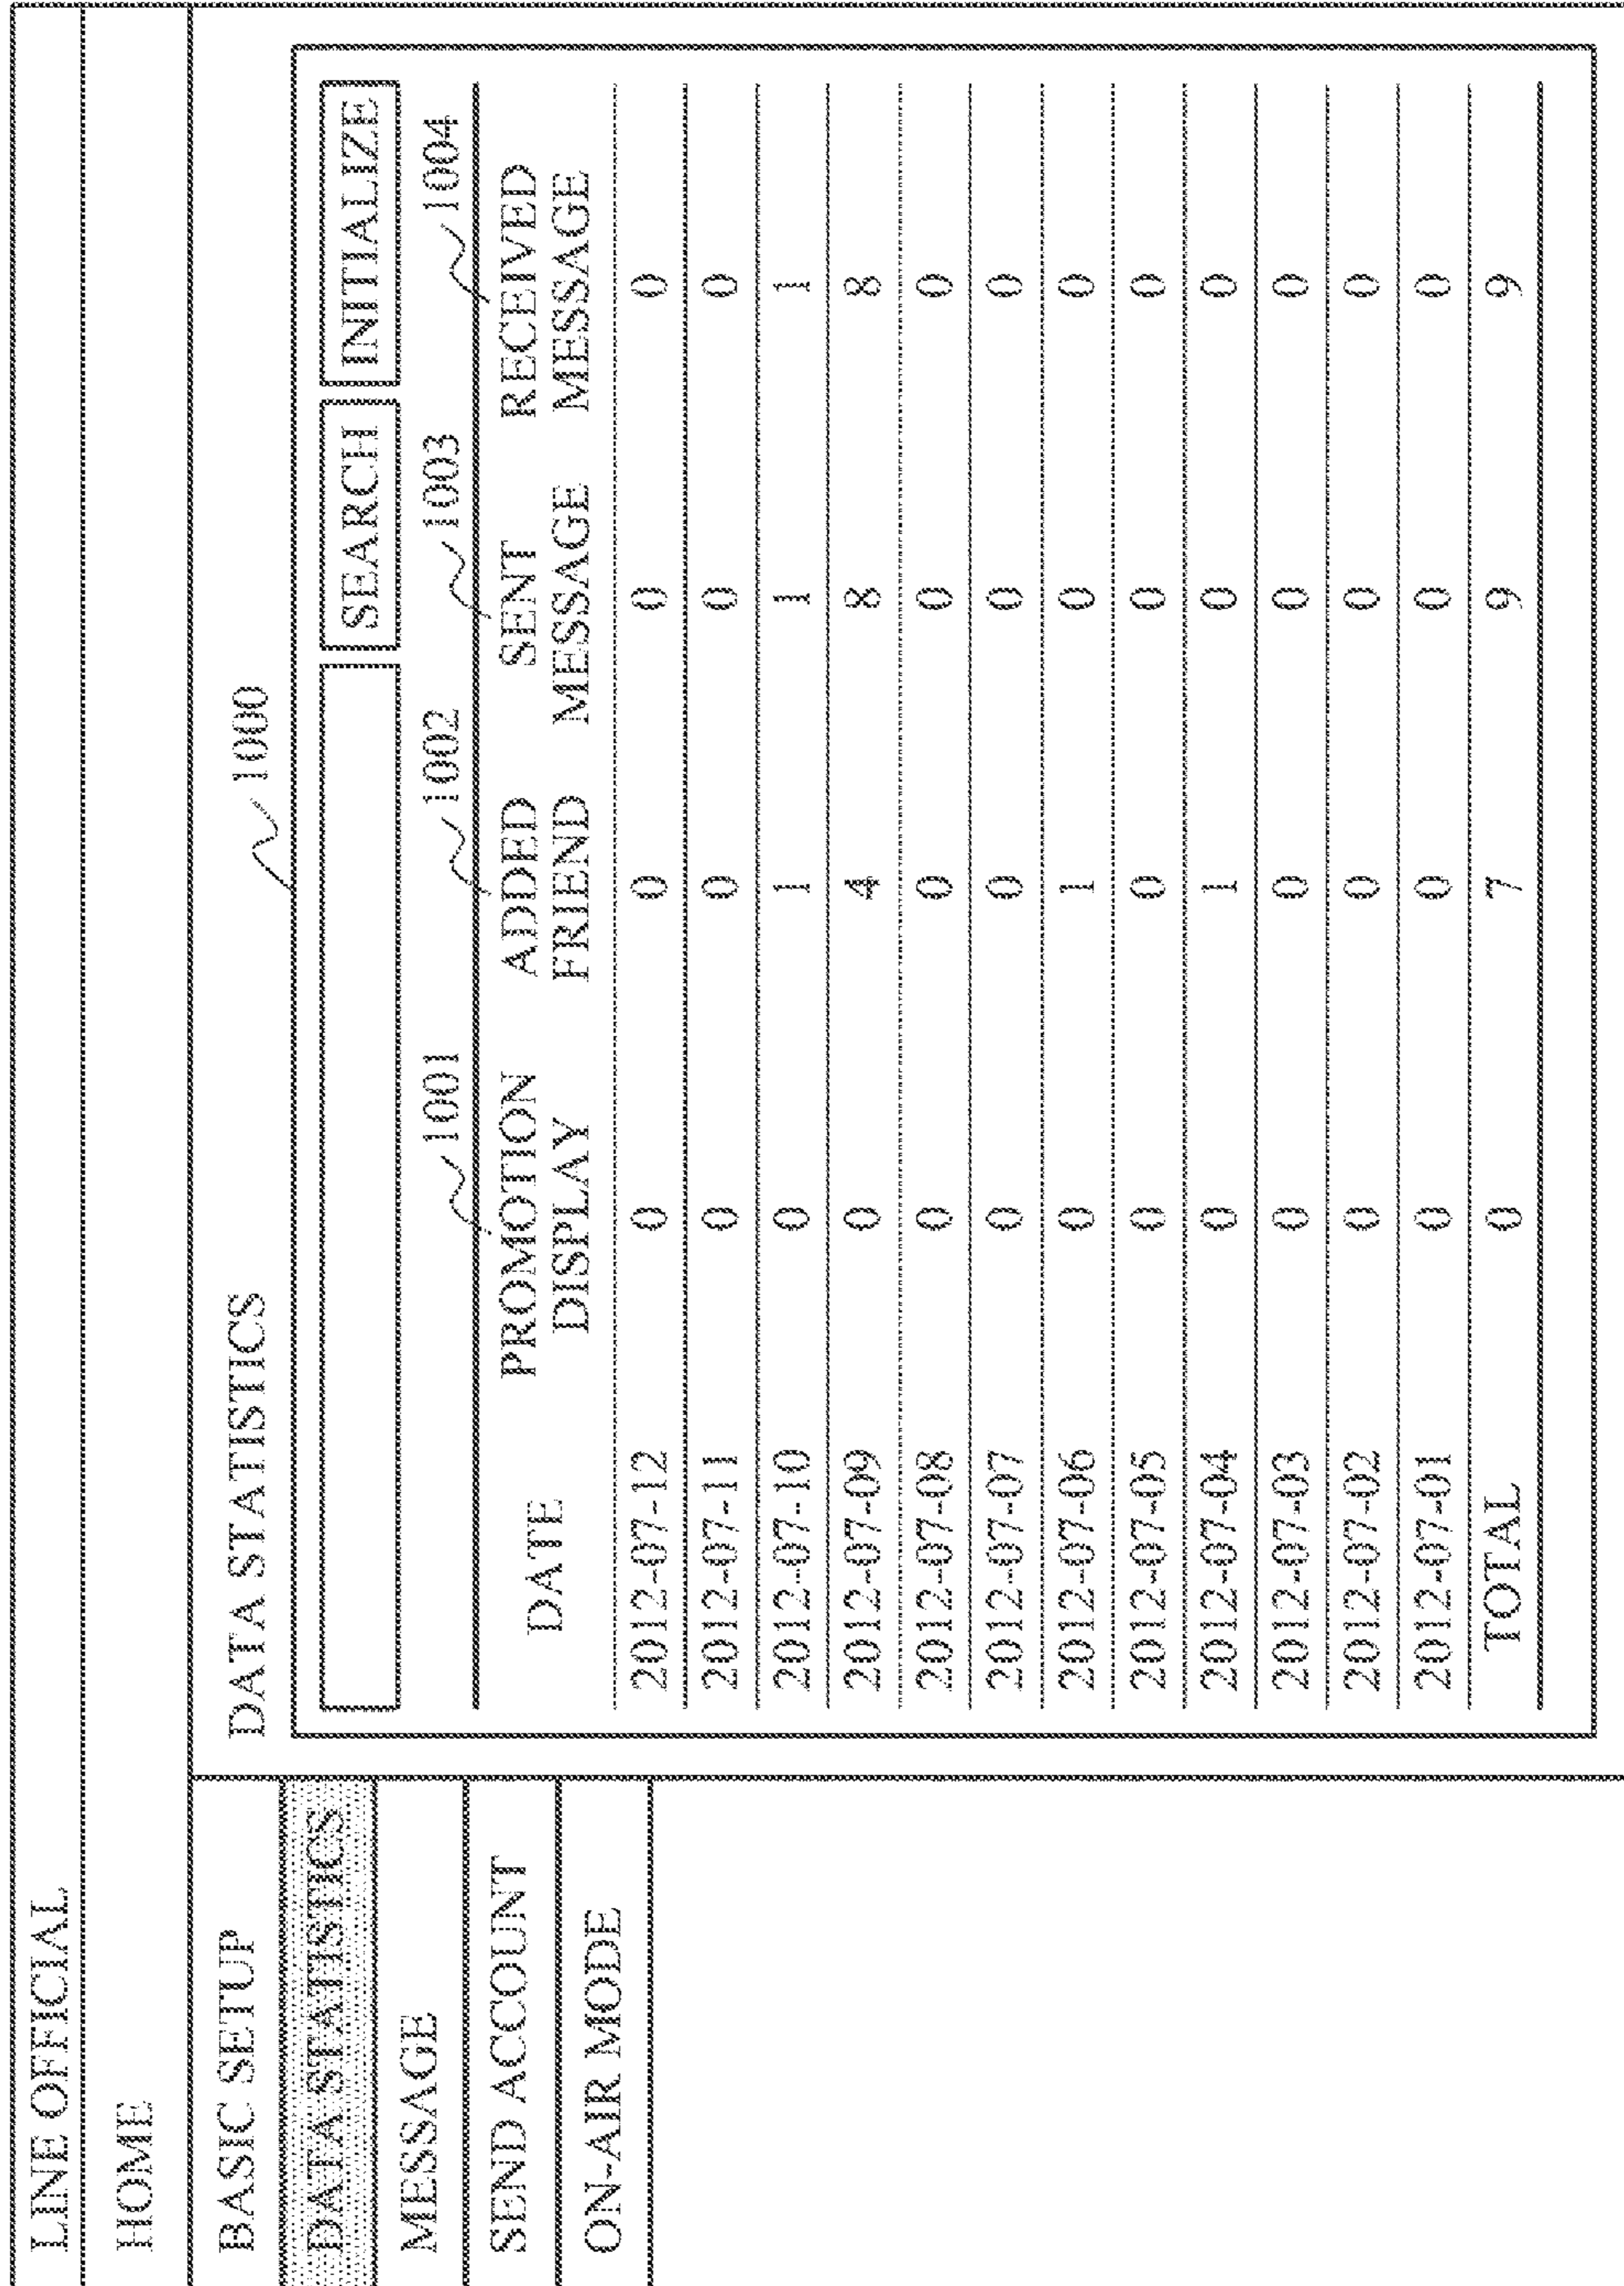 LINE OFFICIAL
HOME
BASIC SETUP
DATA STATISTICS
MESSAGE
SEND ACCOUNT
ON-AIR MODE
DATA STATISTICS
1000
SEARCH INITIALIZE
1001 1002 1003 1004
DATE PROMOTION DISPLAY ADDED FRIEND SENT MESSAGE RECEIVED MESSAGE
2012-07-12 0 0 0 0
2012-07-11 0 0 0 0
2012-07-10 0 1 1 1
2012-07-09 0 4 8 8
2012-07-08 0 0 0 0
2012-07-07 0 0 0 0
2012-07-06 0 1 0 0
2012-07-05 0 0 0 0
2012-07-04 0 1 0 0
2012-07-03 0 0 0 0
2012-07-02 0 0 0 0
2012-07-01 0 0 0 0
TOTAL 0 7 9 9